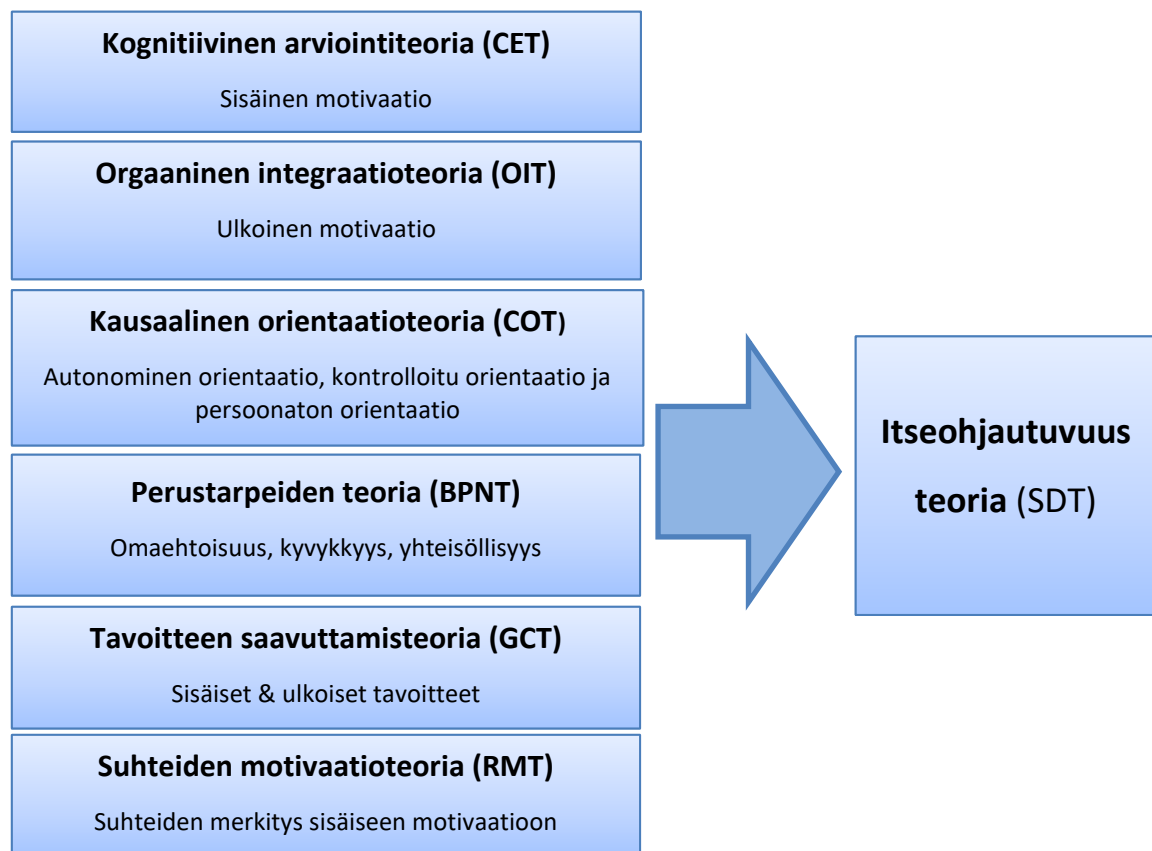 Kognitiivinen arviointiteoria (CET)
Sisäinen motivaatio
Orgaaninen integraatioteoria (OIT)
Ulkoinen motivaatio
Kausaalinen orientaatioteoria (COT)
Autonominen orientaatio, kontrolloitu orientaatio ja
persoonaton orientaatio
Perustarpeiden teoria (BPNT)
Omaehtoisuus, kyvykkyys, yhteisöllisyys
Tavoitteen saavuttamisteoria (GCT)
Sisäiset & ulkoiset tavoitteet
Suhteiden motivaatioteoria (RMT)
Suhteiden merkitys sisäiseen motivaatioon
Itseohjautuvuus
teoria (SDT)